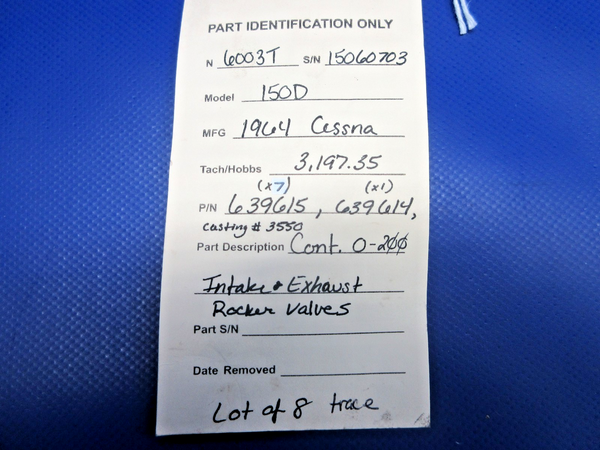 PART IDENTIFICATION ONLY
N 6003T S/N 15060703
Model 150D
MFG 1964 Cessna
Tach/Hobbs 3,197.35
(x7) (x1)
P/N 639615, 639614,
casting # 3550
Part Description Cont. O-200
Intake & Exhaust
Rocker Valves
Part S/N
Date Removed
Lot of 8 trace